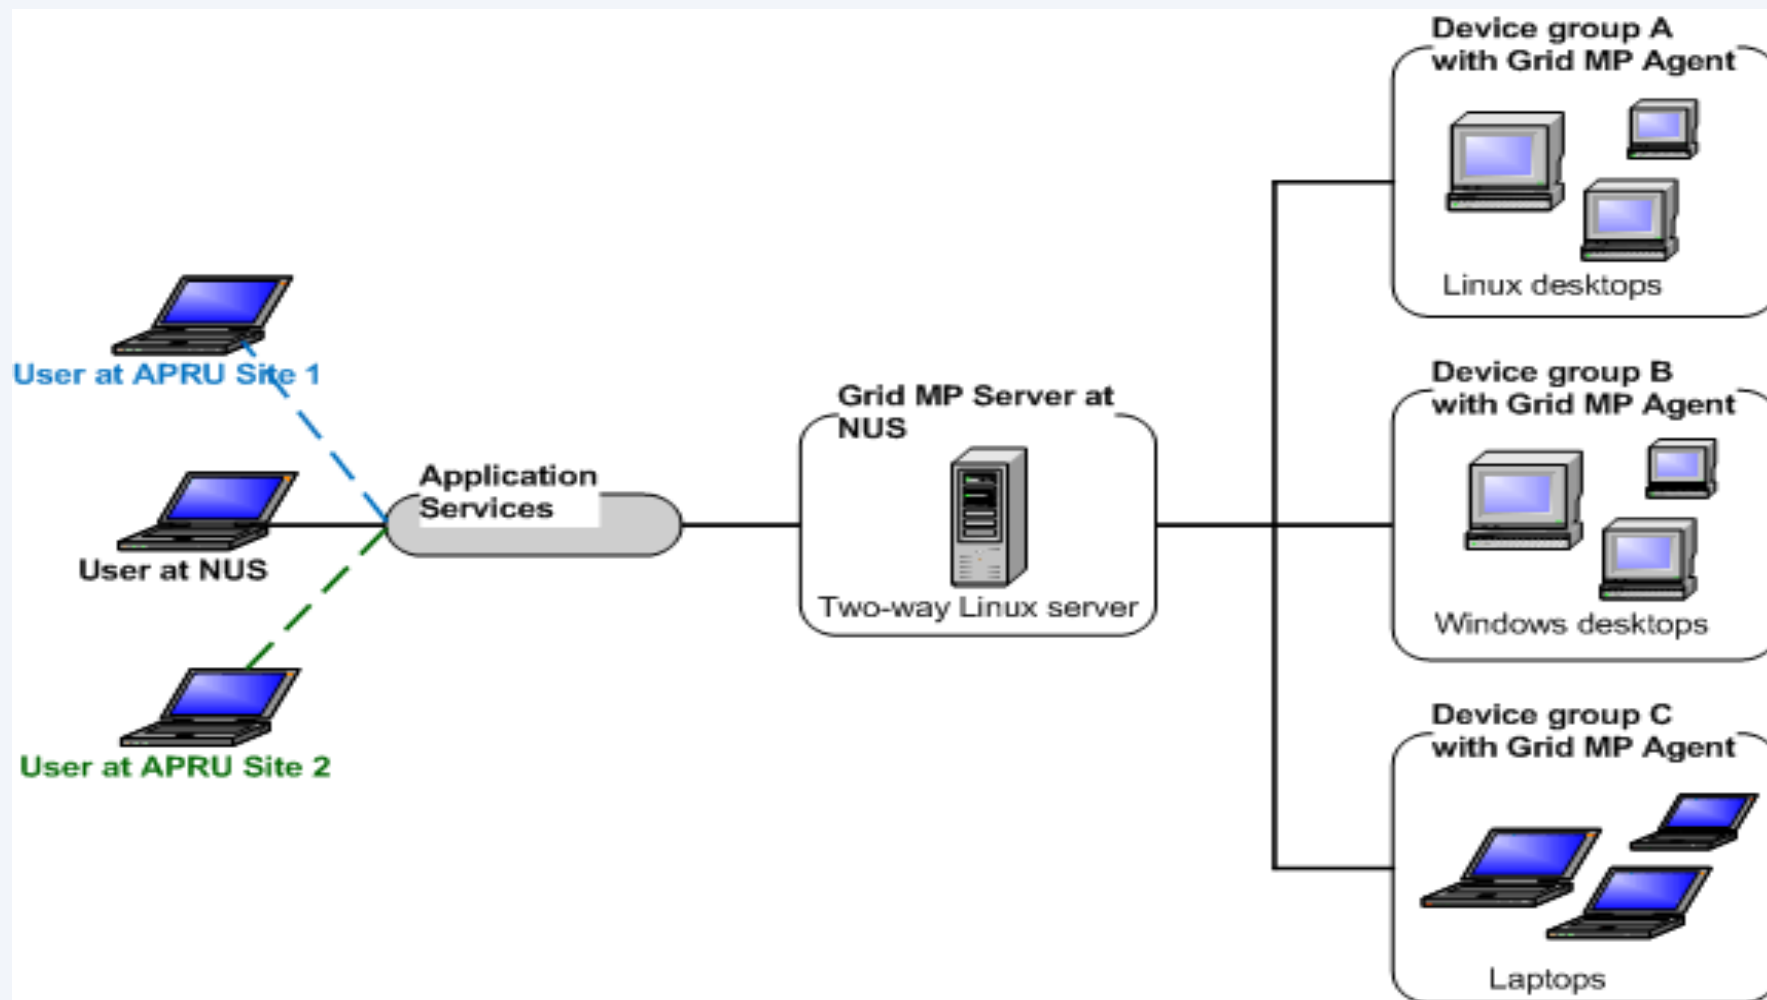 User at APRU Site 1
User at NUS
User at APRU Site 2
Application
Services
Grid MP Server at
NUS
Two-way Linux server
Device group A
with Grid MP Agent
Linux desktops
Device group B
with Grid MP Agent
Windows desktops
Device group C
with Grid MP Agent
Laptops